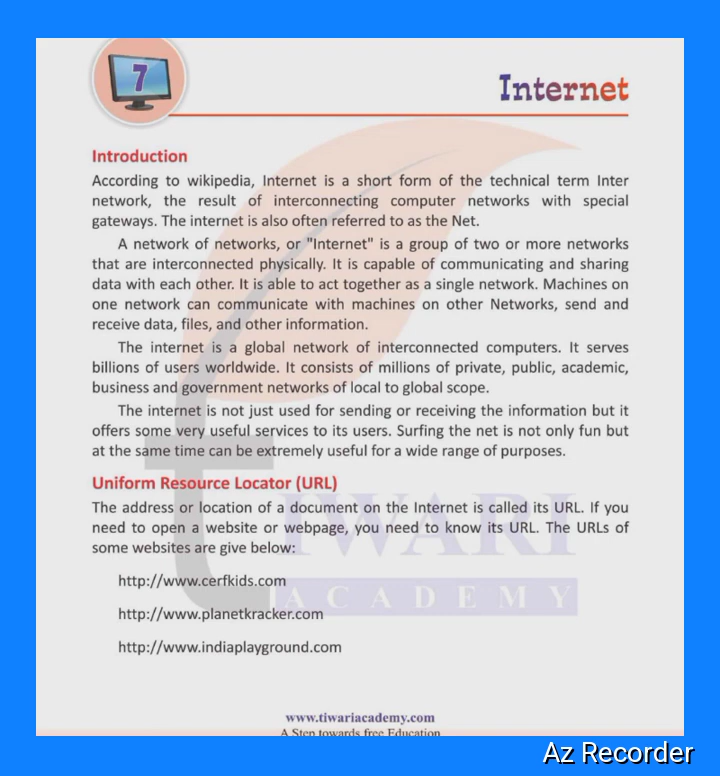 7
Internet
Introduction
According to wikipedia, Internet is a short form of the technical term Inter
network, the result of interconnecting computer networks with special
gateways. The internet is also often referred to as the Net.
A network of networks, or "Internet" is a group of two or more networks
that are interconnected physically. It is capable of communicating and sharing
data with each other. It is able to act together as a single network. Machines on
one network can communicate with machines on other Networks, send and
receive data, files, and other information.
The internet is a global network of interconnected computers. It serves
billions of users worldwide. It consists of millions of private, public, academic,
business and government networks of local to global scope.
The internet is not just used for sending or receiving the information but it
offers some very useful services to its users. Surfing the net is not only fun but
at the same time can be extremely useful for a wide range of purposes.
Uniform Resource Locator (URL)
The address or location of a document on the Internet is called its URL. If you
need to open a website or webpage, you need to know its URL. The URLs of
some websites are give below:
TIWARI
http://www.cerfkids.com
ACADEMY
http://www.planetkracker.com
http://www.indiaplayground.com
www.tiwariacademy.com
A Step towards free Education
Az Recorder